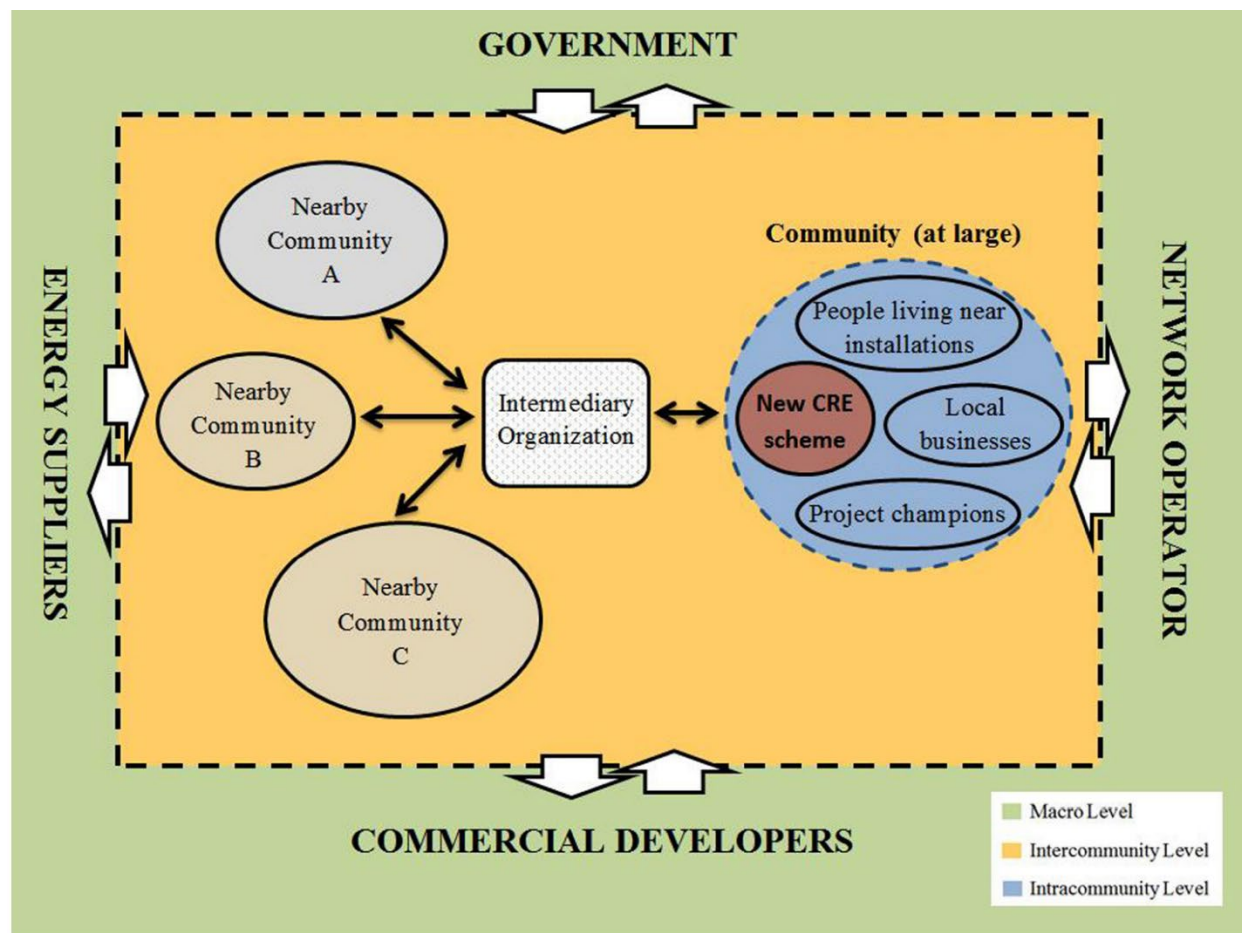 GOVERNMENT
Nearby
Community
A
Community (at large)
People living near
installations
ENERGY SUPPLIERS
NETWORK OPERATOR
Nearby
Community
B
Intermediary
Organization
New CRE
scheme
Local
businesses
Project champions
Nearby
Community
C
COMMERCIAL DEVELOPERS
Macro Level
Intercommunity Level
Intracommunity Level